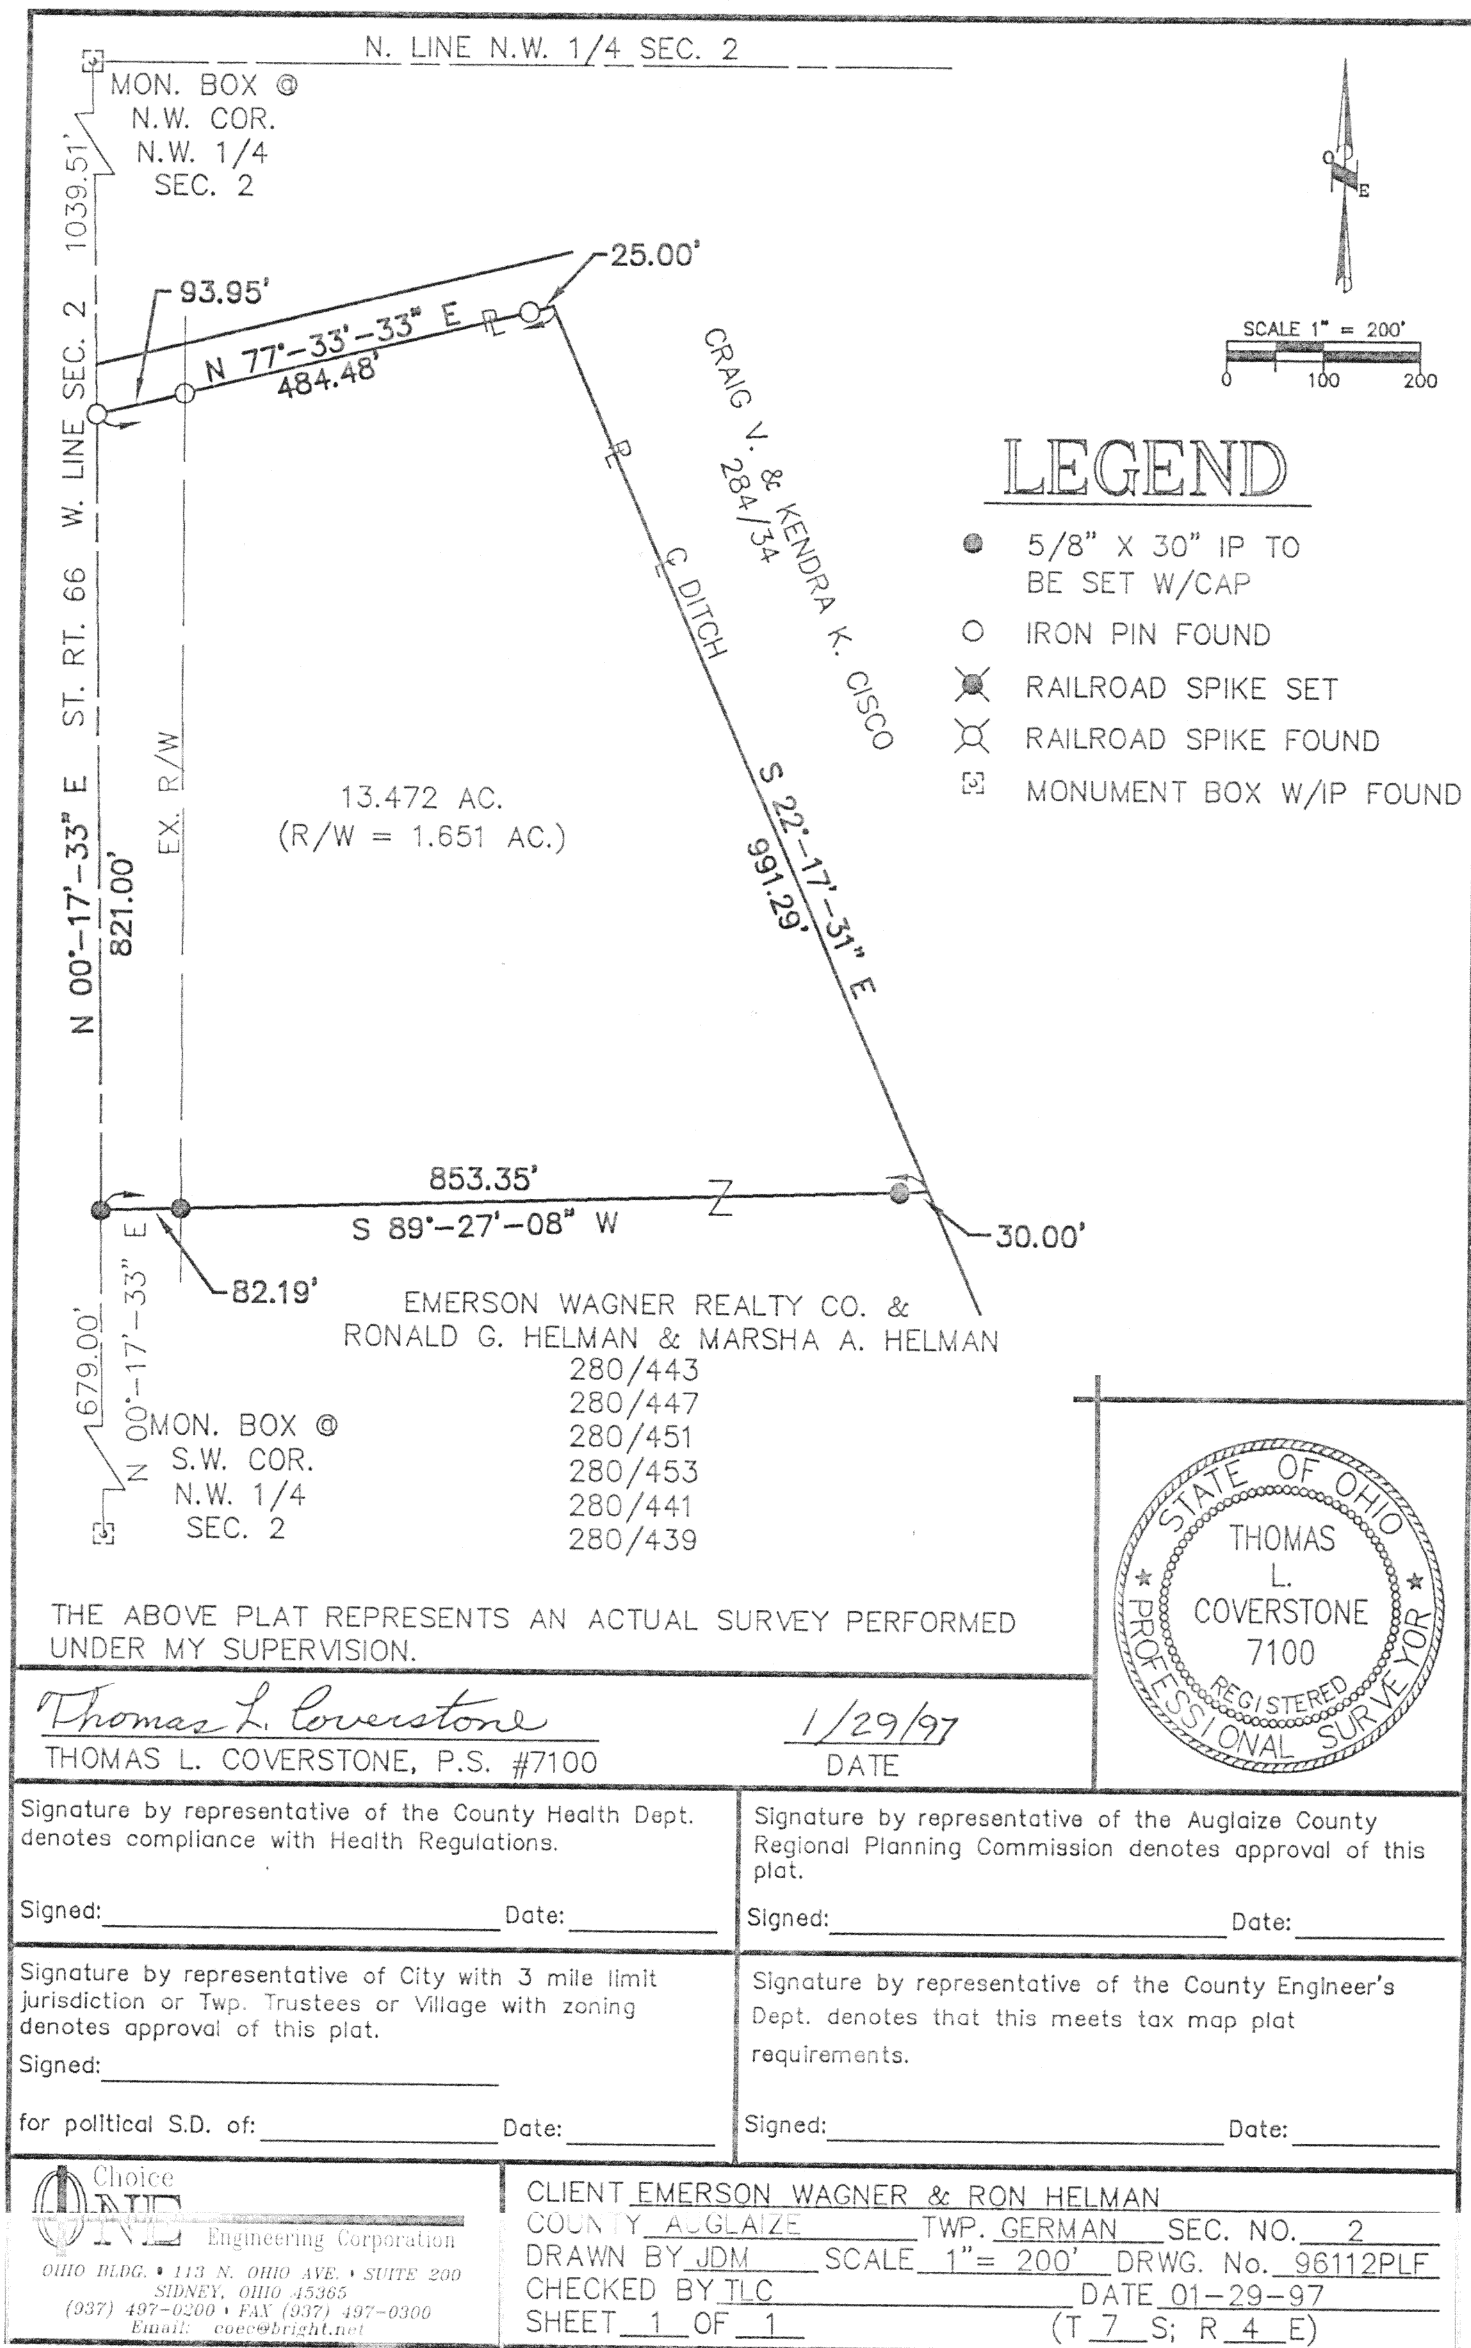 N. LINE N.W. 1/4 SEC. 2
MON. BOX @
N.W. COR.
N.W. 1/4
SEC. 2
1039.51'
W. LINE SEC. 2
ST. RT. 66
N 00°-17'-33" E
821.00'
EX. R/W
93.95'
25.00'
N 77°-33'-33" E
484.48'
PL
PL
CL DITCH
CRAIG V. & KENDRA K. CISCO
284/34
S 22°-17'-31" E
991.29'
13.472 AC.
(R/W = 1.651 AC.)
853.35'
S 89°-27'-08" W
30.00'
82.19'
679.00'
N 00°-17'-33" E
MON. BOX @
S.W. COR.
N.W. 1/4
SEC. 2
EMERSON WAGNER REALTY CO. &
RONALD G. HELMAN & MARSHA A. HELMAN
280/443
280/447
280/451
280/453
280/441
280/439
O E
SCALE 1" = 200'
0 100 200
LEGEND
5/8" X 30" IP TO
BE SET W/CAP
IRON PIN FOUND
RAILROAD SPIKE SET
RAILROAD SPIKE FOUND
MONUMENT BOX W/IP FOUND
THE ABOVE PLAT REPRESENTS AN ACTUAL SURVEY PERFORMED
UNDER MY SUPERVISION.
Thomas L. Coverstone 1/29/97
THOMAS L. COVERSTONE, P.S. #7100 DATE
STATE OF OHIO
THOMAS
L.
COVERSTONE
7100
REGISTERED
★ PROFESSIONAL SURVEYOR ★
Signature by representative of the County Health Dept.
denotes compliance with Health Regulations.
Signed: Date:
Signature by representative of the Auglaize County
Regional Planning Commission denotes approval of this
plat.
Signed: Date:
Signature by representative of City with 3 mile limit
jurisdiction or Twp. Trustees or Village with zoning
denotes approval of this plat.
Signed:
for political S.D. of: Date:
Signature by representative of the County Engineer's
Dept. denotes that this meets tax map plat
requirements.
Signed: Date:
Choice
ONE
Engineering Corporation
OHIO BLDG. • 113 N. OHIO AVE. • SUITE 200
SIDNEY, OHIO 45365
(937) 497-0200 • FAX (937) 497-0300
Email: coec@bright.net
CLIENT EMERSON WAGNER & RON HELMAN
COUNTY AUGLAIZE TWP. GERMAN SEC. NO. 2
DRAWN BY JDM SCALE 1"= 200' DRWG. No. 96112PLF
CHECKED BY TLC DATE 01-29-97
SHEET 1 OF 1 (T 7 S; R 4 E)